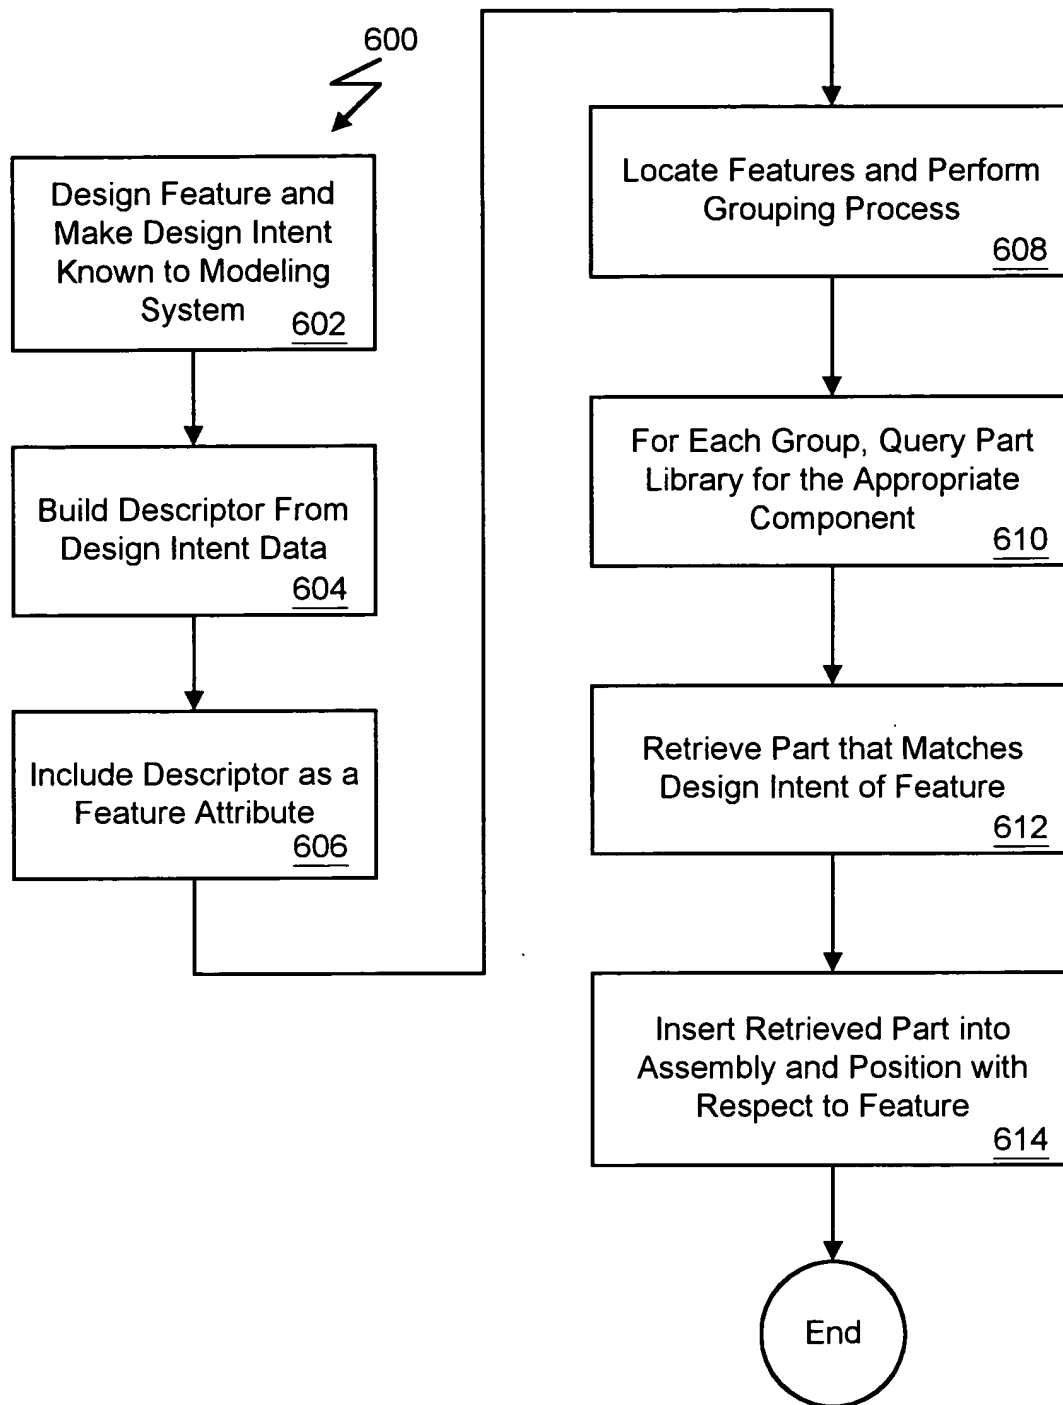 600
Design Feature and
Make Design Intent
Known to Modeling
System
602
Build Descriptor From
Design Intent Data
604
Include Descriptor as a
Feature Attribute
606
Locate Features and Perform
Grouping Process
608
For Each Group, Query Part
Library for the Appropriate
Component
610
Retrieve Part that Matches
Design Intent of Feature
612
Insert Retrieved Part into
Assembly and Position with
Respect to Feature
614
End